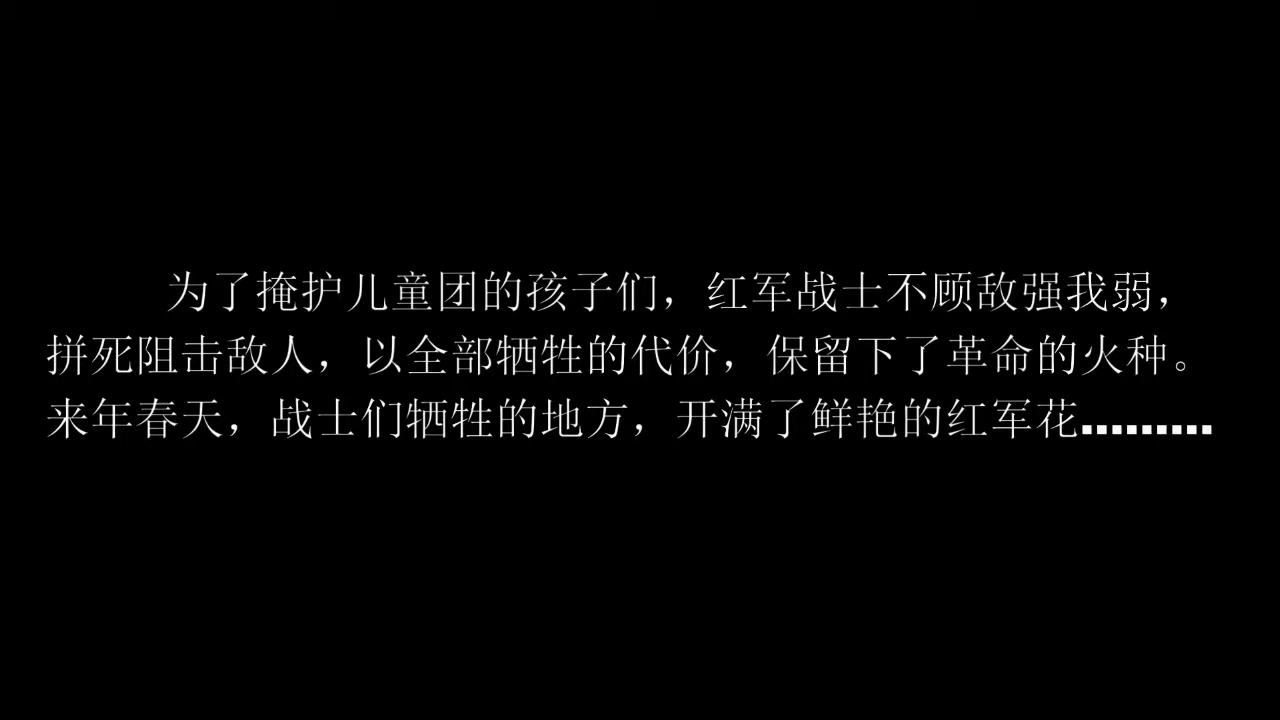 为了掩护儿童团的孩子们，红军战士不顾敌强我弱，
拼死阻击敌人，以全部牺牲的代价，保留下了革命的火种。
来年春天，战士们牺牲的地方，开满了鲜艳的红军花.........